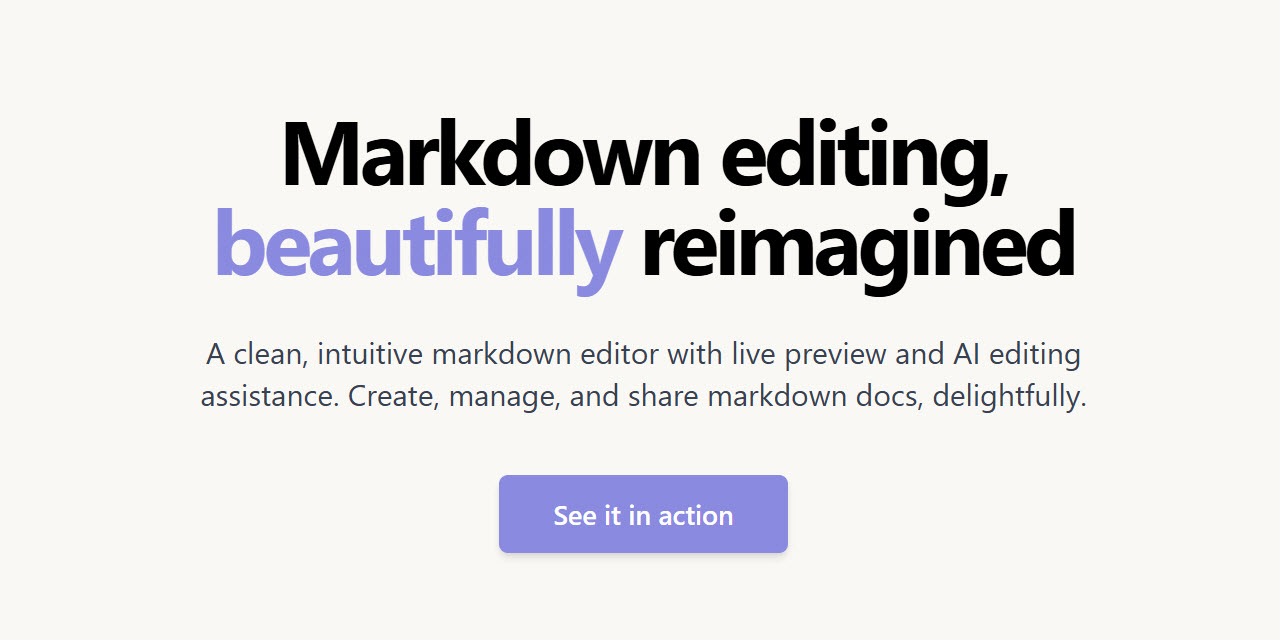 Markdown editing,
beautifully reimagined
A clean, intuitive markdown editor with live preview and AI editing
assistance. Create, manage, and share markdown docs, delightfully.
See it in action